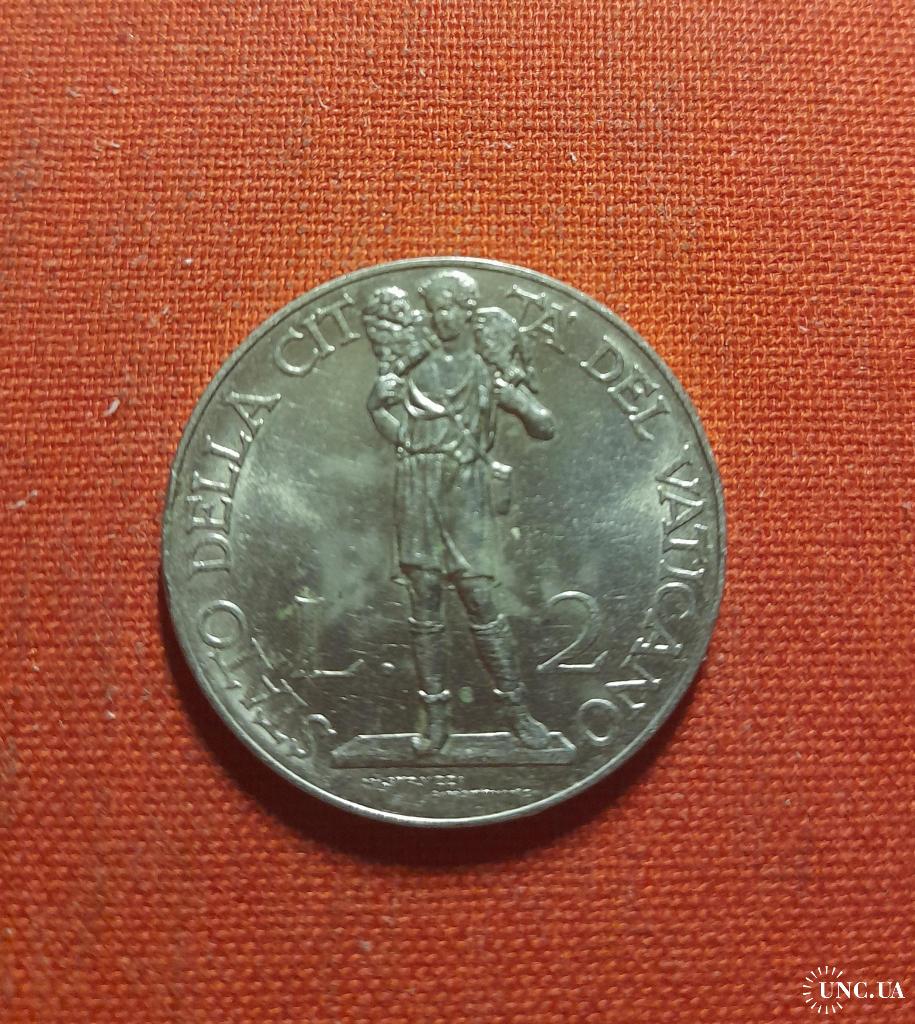 STATO DELLA CITTA' DEL VATICANO
L. 2
UNC.UA